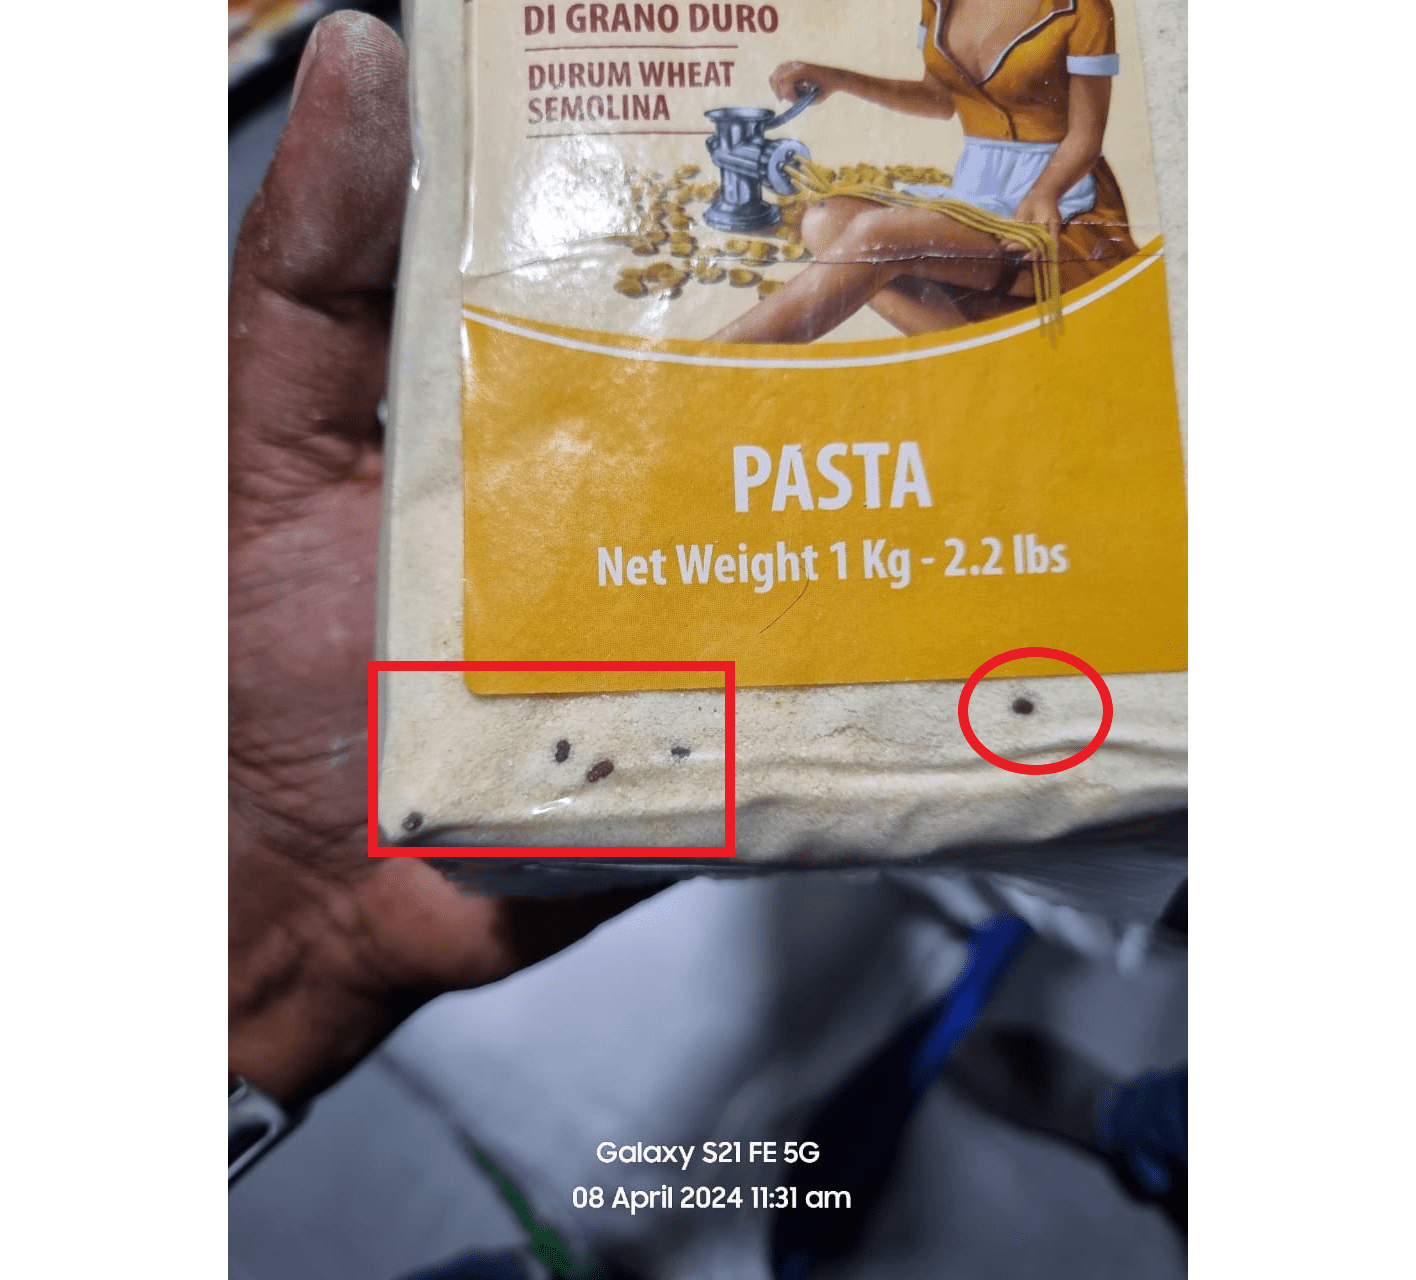 DI GRANO DURO
DURUM WHEAT
SEMOLINA
PASTA
Net Weight 1 Kg - 2.2 lbs
Galaxy S21 FE 5G
08 April 2024 11:31 am